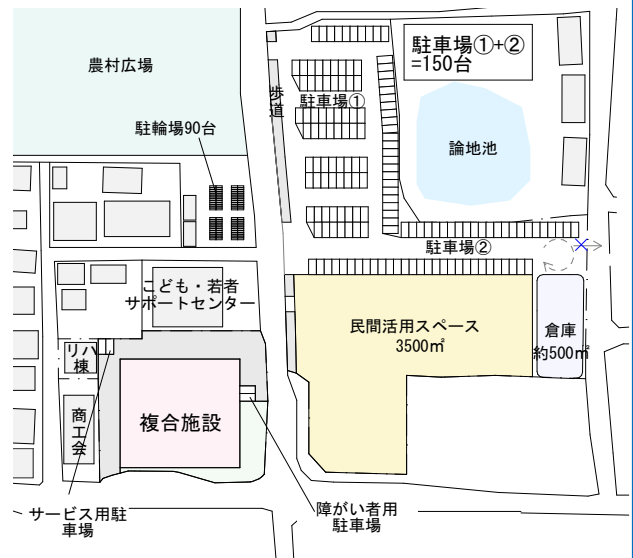 農村広場
駐車場①+②
=150台
歩道
駐車場①
駐輪場90台
論地池
駐車場②
こども・若者
サポートセンター
民間活用スペース
3500㎡
倉庫
約500㎡
リハ
棟
複合施設
商工会
サービス用駐
車場
障がい者用
駐車場